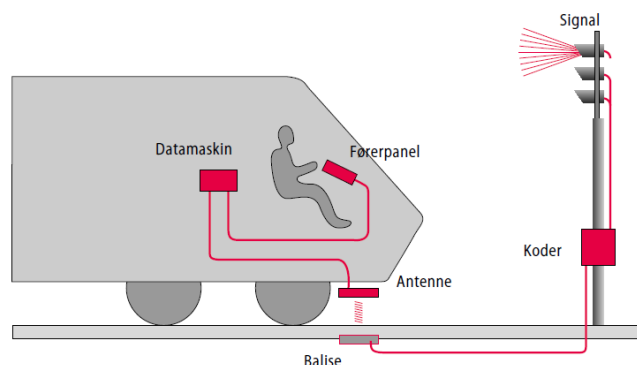 Signal
Datamaskin
Førerpanel
Koder
Antenne
Balise